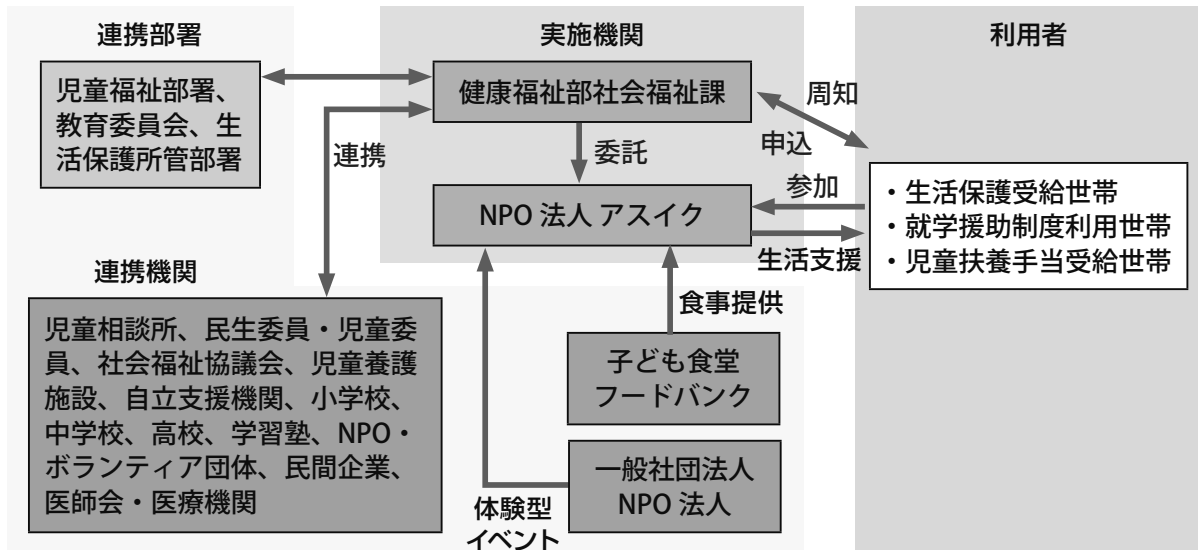 連携部署
児童福祉部署、
教育委員会、生
活保護所管部署
実施機関
健康福祉部社会福祉課
委託
NPO 法人 アスイク
利用者
周知
申込
参加
生活支援
・生活保護受給世帯
・就学援助制度利用世帯
・児童扶養手当受給世帯
連携
連携機関
児童相談所、民生委員・児童委
員、社会福祉協議会、児童養護
施設、自立支援機関、小学校、
中学校、高校、学習塾、NPO・
ボランティア団体、民間企業、
医師会・医療機関
食事提供
子ども食堂
フードバンク
一般社団法人
NPO 法人
体験型
イベント